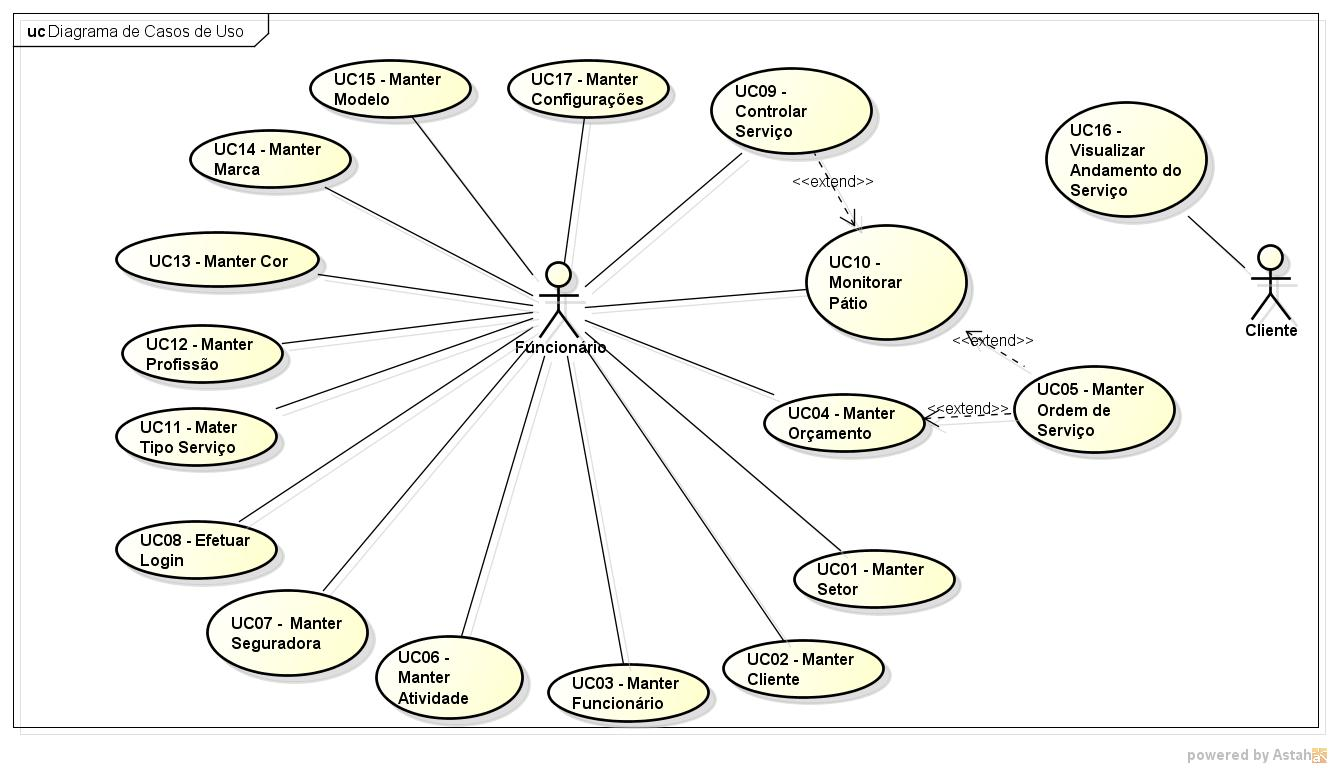 uc Diagrama de Casos de Uso
UC15 - Manter
Modelo
UC17 - Manter
Configurações
UC09 -
Controlar
Serviço
UC14 - Manter
Marca
UC16 -
Visualizar
Andamento do
Serviço
<<extend>>
UC13 - Manter Cor
UC10 -
Monitorar
Pátio
Cliente
Funcionário
<<extend>>
UC12 - Manter
Profissão
UC05 - Manter
Ordem de
Serviço
<<extend>>
UC04 - Manter
Orçamento
UC11 - Mater
Tipo Serviço
UC08 - Efetuar
Login
UC01 - Manter
Setor
UC07 - Manter
Seguradora
UC06 -
Manter
Atividade
UC03 - Manter
Funcionário
UC02 - Manter
Cliente
powered by Astah